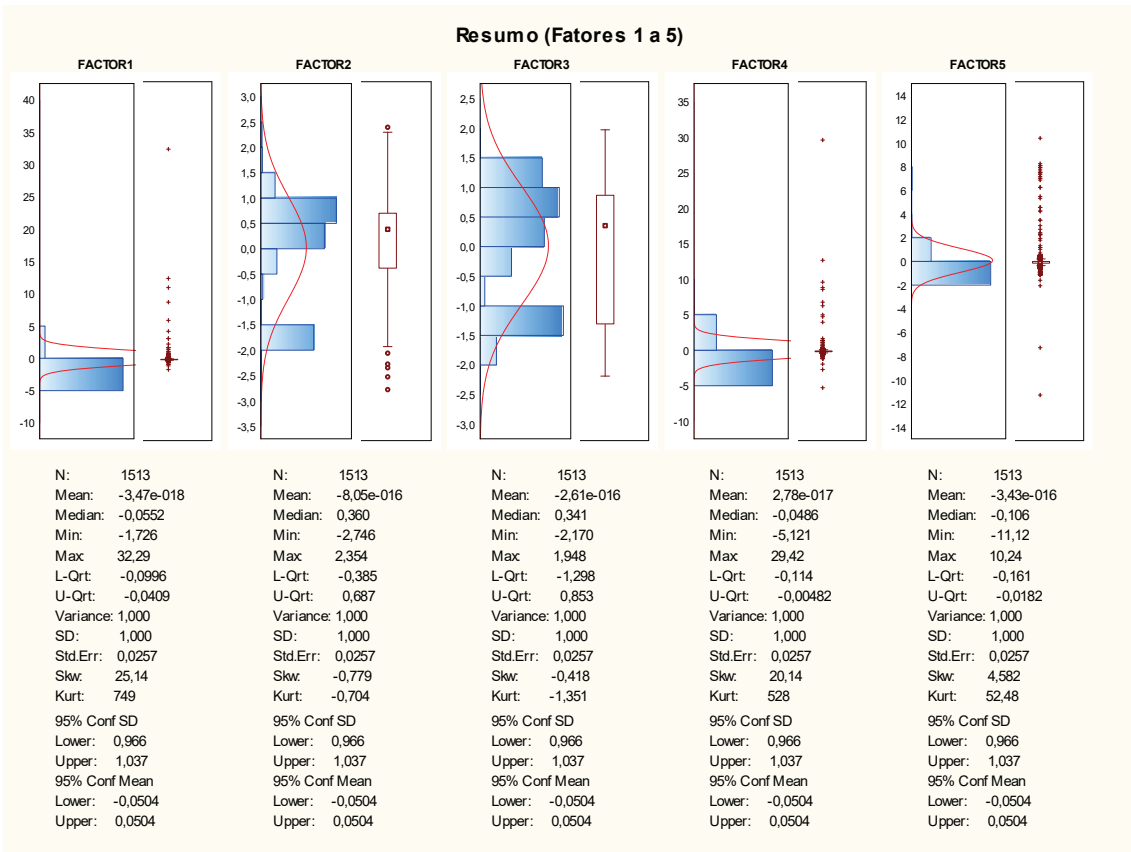 Resumo (Fatores 1 a 5)
FACTOR1
40
35
30
25
20
15
10
5
0
-5
-10
N: 1513
Mean: -3,47e-018
Median: -0,0552
Min: -1,726
Max 32,29
L-Qrt: -0,0996
U-Qrt: -0,0409
Variance: 1,000
SD: 1,000
Std.Err: 0,0257
Skw: 25,14
Kurt: 749
95% Conf SD
Lower: 0,966
Upper: 1,037
95% Conf Mean
Lower: -0,0504
Upper: 0,0504
FACTOR2
3,0
2,5
2,0
1,5
1,0
0,5
0,0
-0,5
-1,0
-1,5
-2,0
-2,5
-3,0
-3,5
N: 1513
Mean: -8,05e-016
Median: 0,360
Min: -2,746
Max 2,354
L-Qrt: -0,385
U-Qrt: 0,687
Variance: 1,000
SD: 1,000
Std.Err: 0,0257
Skw: -0,779
Kurt: -0,704
95% Conf SD
Lower: 0,966
Upper: 1,037
95% Conf Mean
Lower: -0,0504
Upper: 0,0504
FACTOR3
2,5
2,0
1,5
1,0
0,5
0,0
-0,5
-1,0
-1,5
-2,0
-2,5
-3,0
N: 1513
Mean: -2,61e-016
Median: 0,341
Min: -2,170
Max 1,948
L-Qrt: -1,298
U-Qrt: 0,853
Variance: 1,000
SD: 1,000
Std.Err: 0,0257
Skw: -0,418
Kurt: -1,351
95% Conf SD
Lower: 0,966
Upper: 1,037
95% Conf Mean
Lower: -0,0504
Upper: 0,0504
FACTOR4
35
30
25
20
15
10
5
0
-5
-10
N: 1513
Mean: 2,78e-017
Median: -0,0486
Min: -5,121
Max 29,42
L-Qrt: -0,114
U-Qrt: -0,00482
Variance: 1,000
SD: 1,000
Std.Err: 0,0257
Skw: 20,14
Kurt: 528
95% Conf SD
Lower: 0,966
Upper: 1,037
95% Conf Mean
Lower: -0,0504
Upper: 0,0504
FACTOR5
14
12
10
8
6
4
2
0
-2
-4
-6
-8
-10
-12
-14
N: 1513
Mean: -3,43e-016
Median: -0,106
Min: -11,12
Max 10,24
L-Qrt: -0,161
U-Qrt: -0,0182
Variance: 1,000
SD: 1,000
Std.Err: 0,0257
Skw: 4,582
Kurt: 52,48
95% Conf SD
Lower: 0,966
Upper: 1,037
95% Conf Mean
Lower: -0,0504
Upper: 0,0504